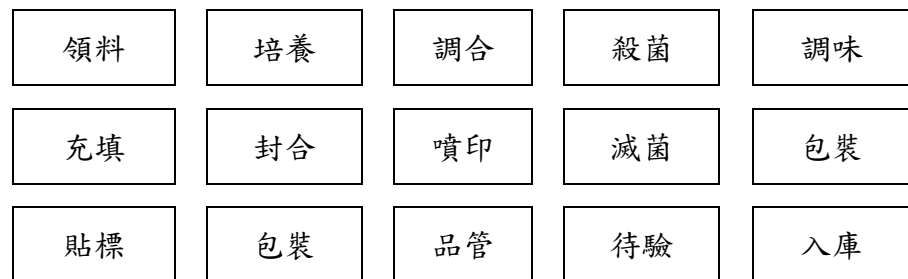 領料 培養 調合 殺菌 調味
充填 封合 噴印 滅菌 包裝
貼標 包裝 品管 待驗 入庫